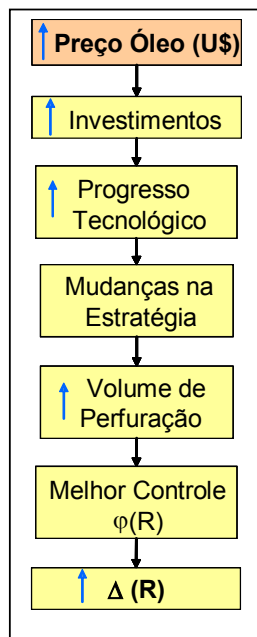 Preço Óleo (U$)
Investimentos
Progresso
Tecnológico
Mudanças na
Estratégia
Volume de
Perfuração
Melhor Controle
φ(R)
Δ (R)